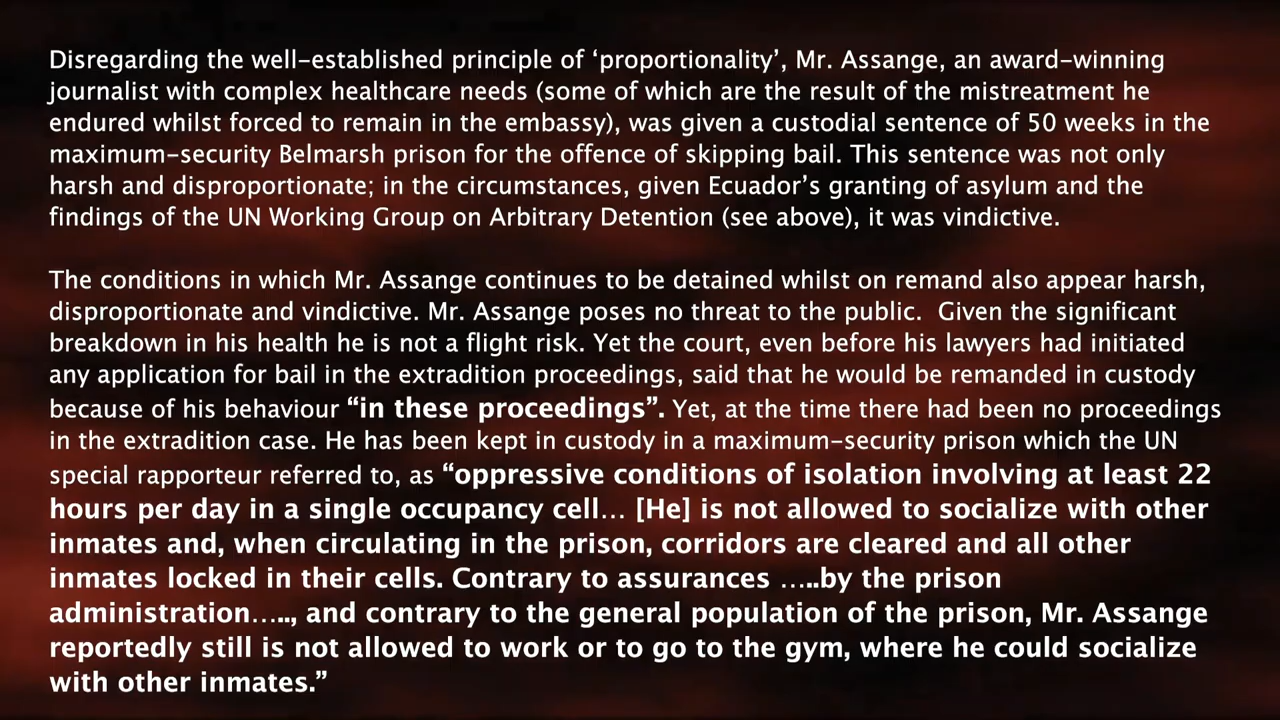 Disregarding the well–established principle of ‘proportionality’, Mr. Assange, an award–winning
journalist with complex healthcare needs (some of which are the result of the mistreatment he
endured whilst forced to remain in the embassy), was given a custodial sentence of 50 weeks in the
maximum–security Belmarsh prison for the offence of skipping bail. This sentence was not only
harsh and disproportionate; in the circumstances, given Ecuador’s granting of asylum and the
findings of the UN Working Group on Arbitrary Detention (see above), it was vindictive.
The conditions in which Mr. Assange continues to be detained whilst on remand also appear harsh,
disproportionate and vindictive. Mr. Assange poses no threat to the public.  Given the significant
breakdown in his health he is not a flight risk. Yet the court, even before his lawyers had initiated
any application for bail in the extradition proceedings, said that he would be remanded in custody
because of his behaviour “in these proceedings”. Yet, at the time there had been no proceedings
in the extradition case. He has been kept in custody in a maximum–security prison which the UN
special rapporteur referred to, as “oppressive conditions of isolation involving at least 22
hours per day in a single occupancy cell… [He] is not allowed to socialize with other
inmates and, when circulating in the prison, corridors are cleared and all other
inmates locked in their cells. Contrary to assurances …..by the prison
administration….., and contrary to the general population of the prison, Mr. Assange
reportedly still is not allowed to work or to go to the gym, where he could socialize
with other inmates.”